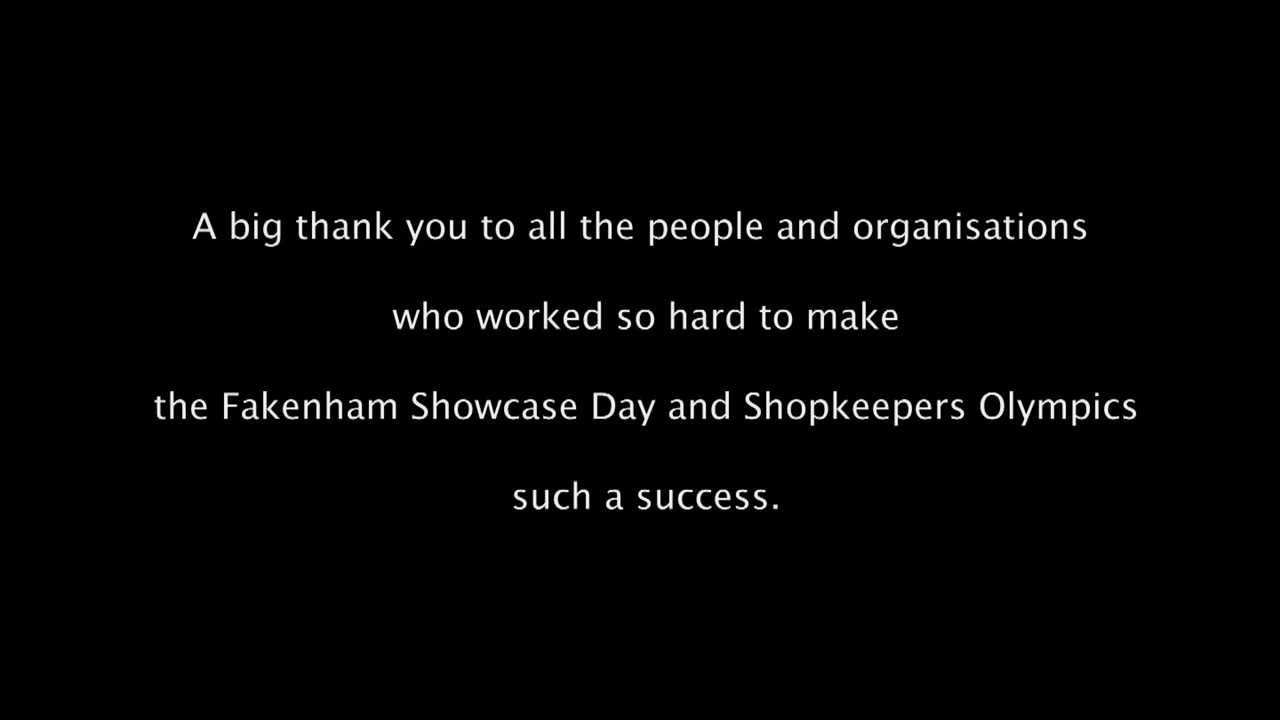 A big thank you to all the people and organisations
who worked so hard to make
the Fakenham Showcase Day and Shopkeepers Olympics
such a success.